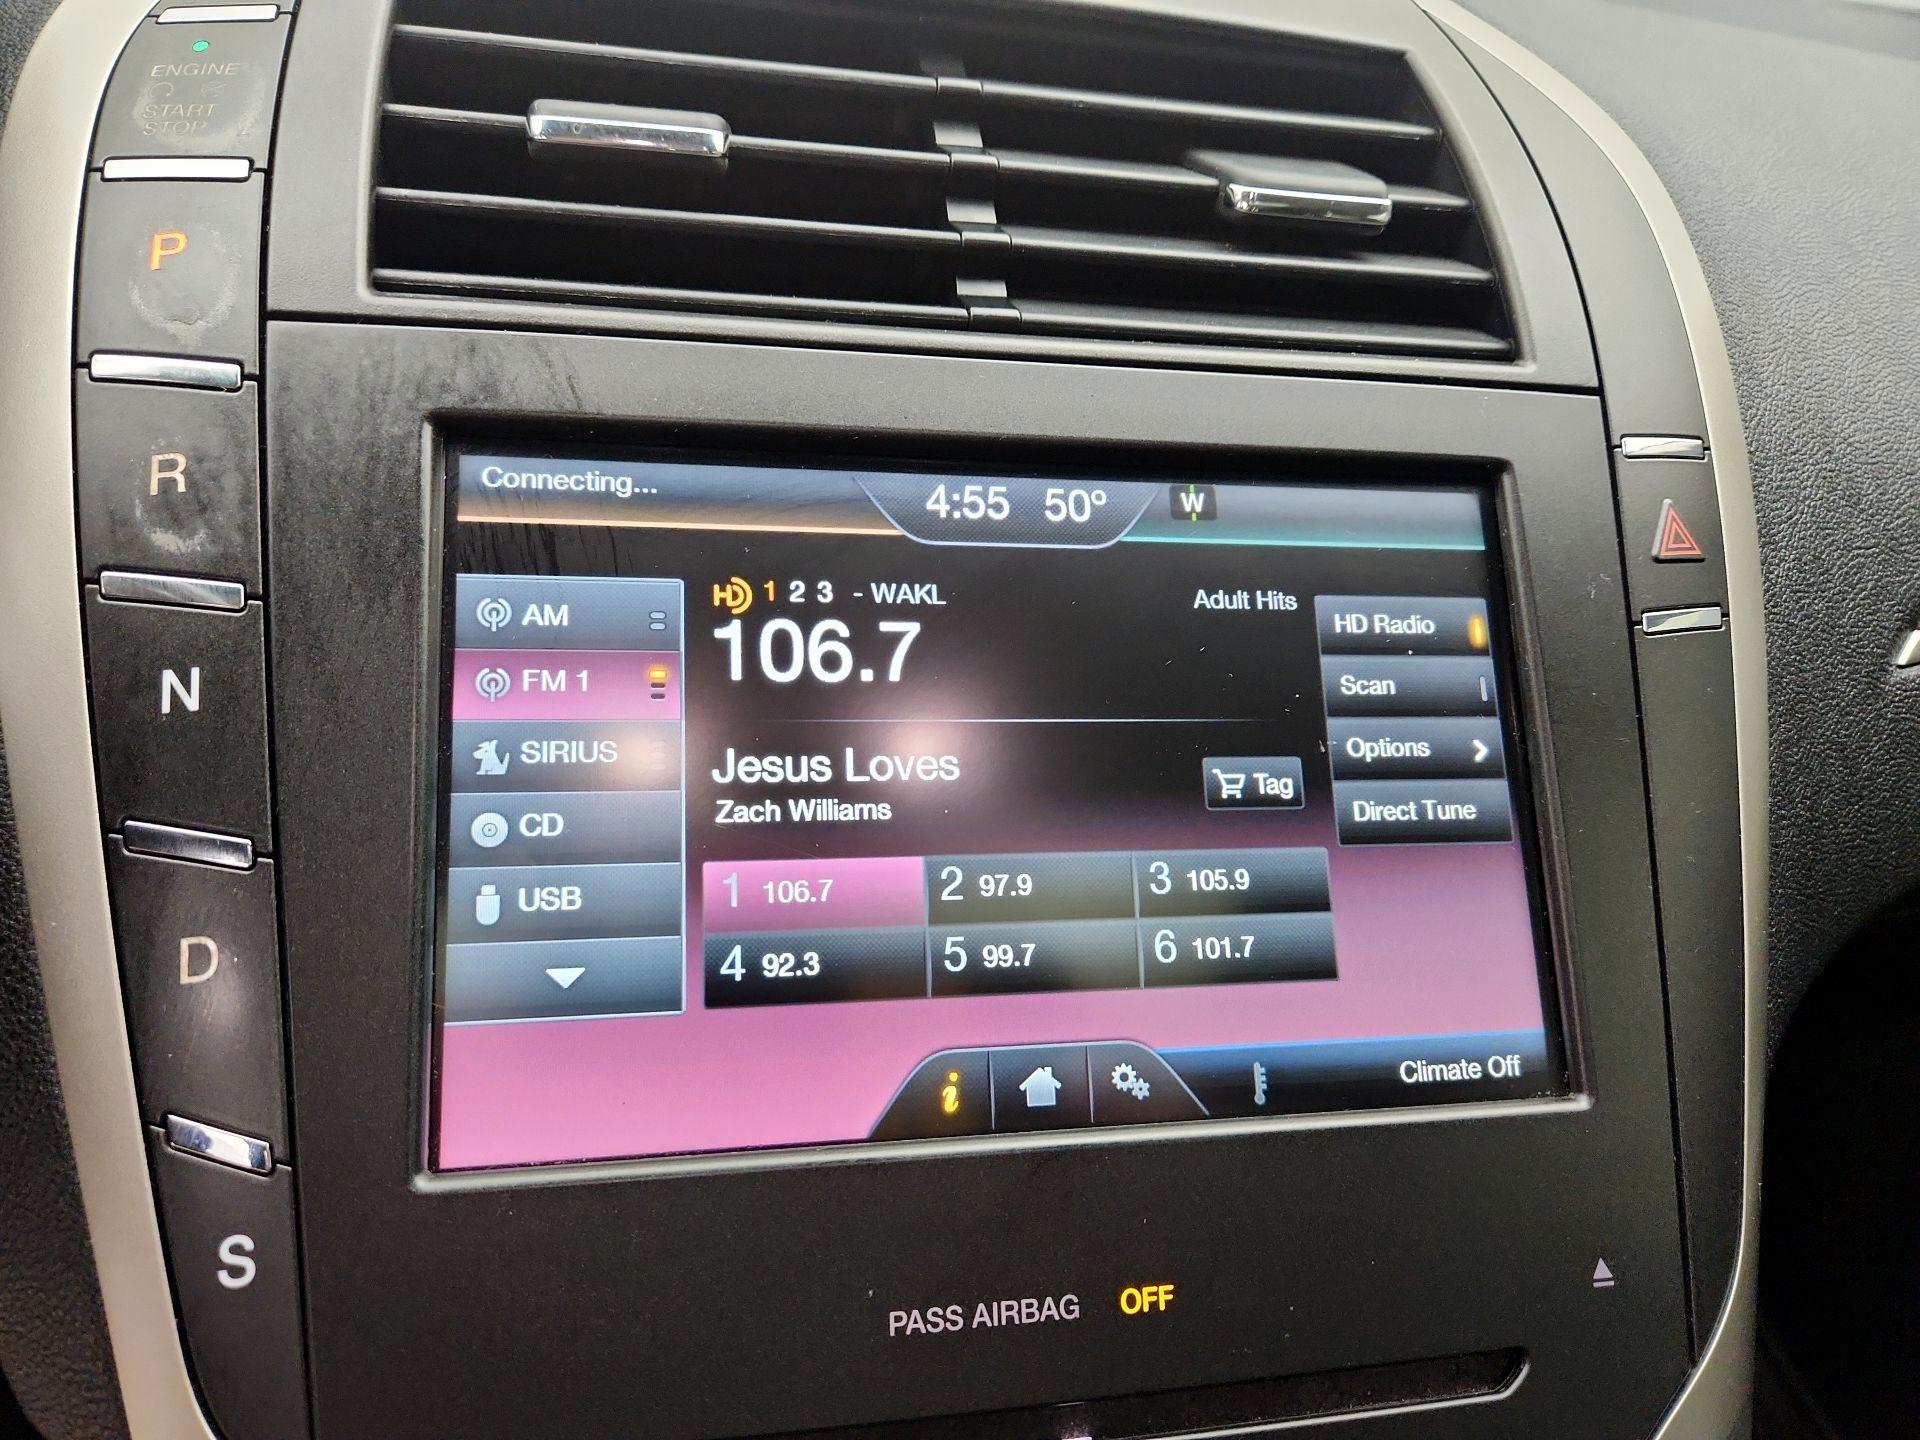 ENGINE
START
STOP
P
R
N
D
S
Connecting...
4:55 50° W
HD 1 2 3 - WAKL
Adult Hits
106.7
Jesus Loves
Zach Williams
Tag
AM
FM 1
SIRIUS
CD
USB
HD Radio
Scan
Options
Direct Tune
1 106.7
2 97.9
3 105.9
4 92.3
5 99.7
6 101.7
i
Climate Off
PASS AIRBAG OFF